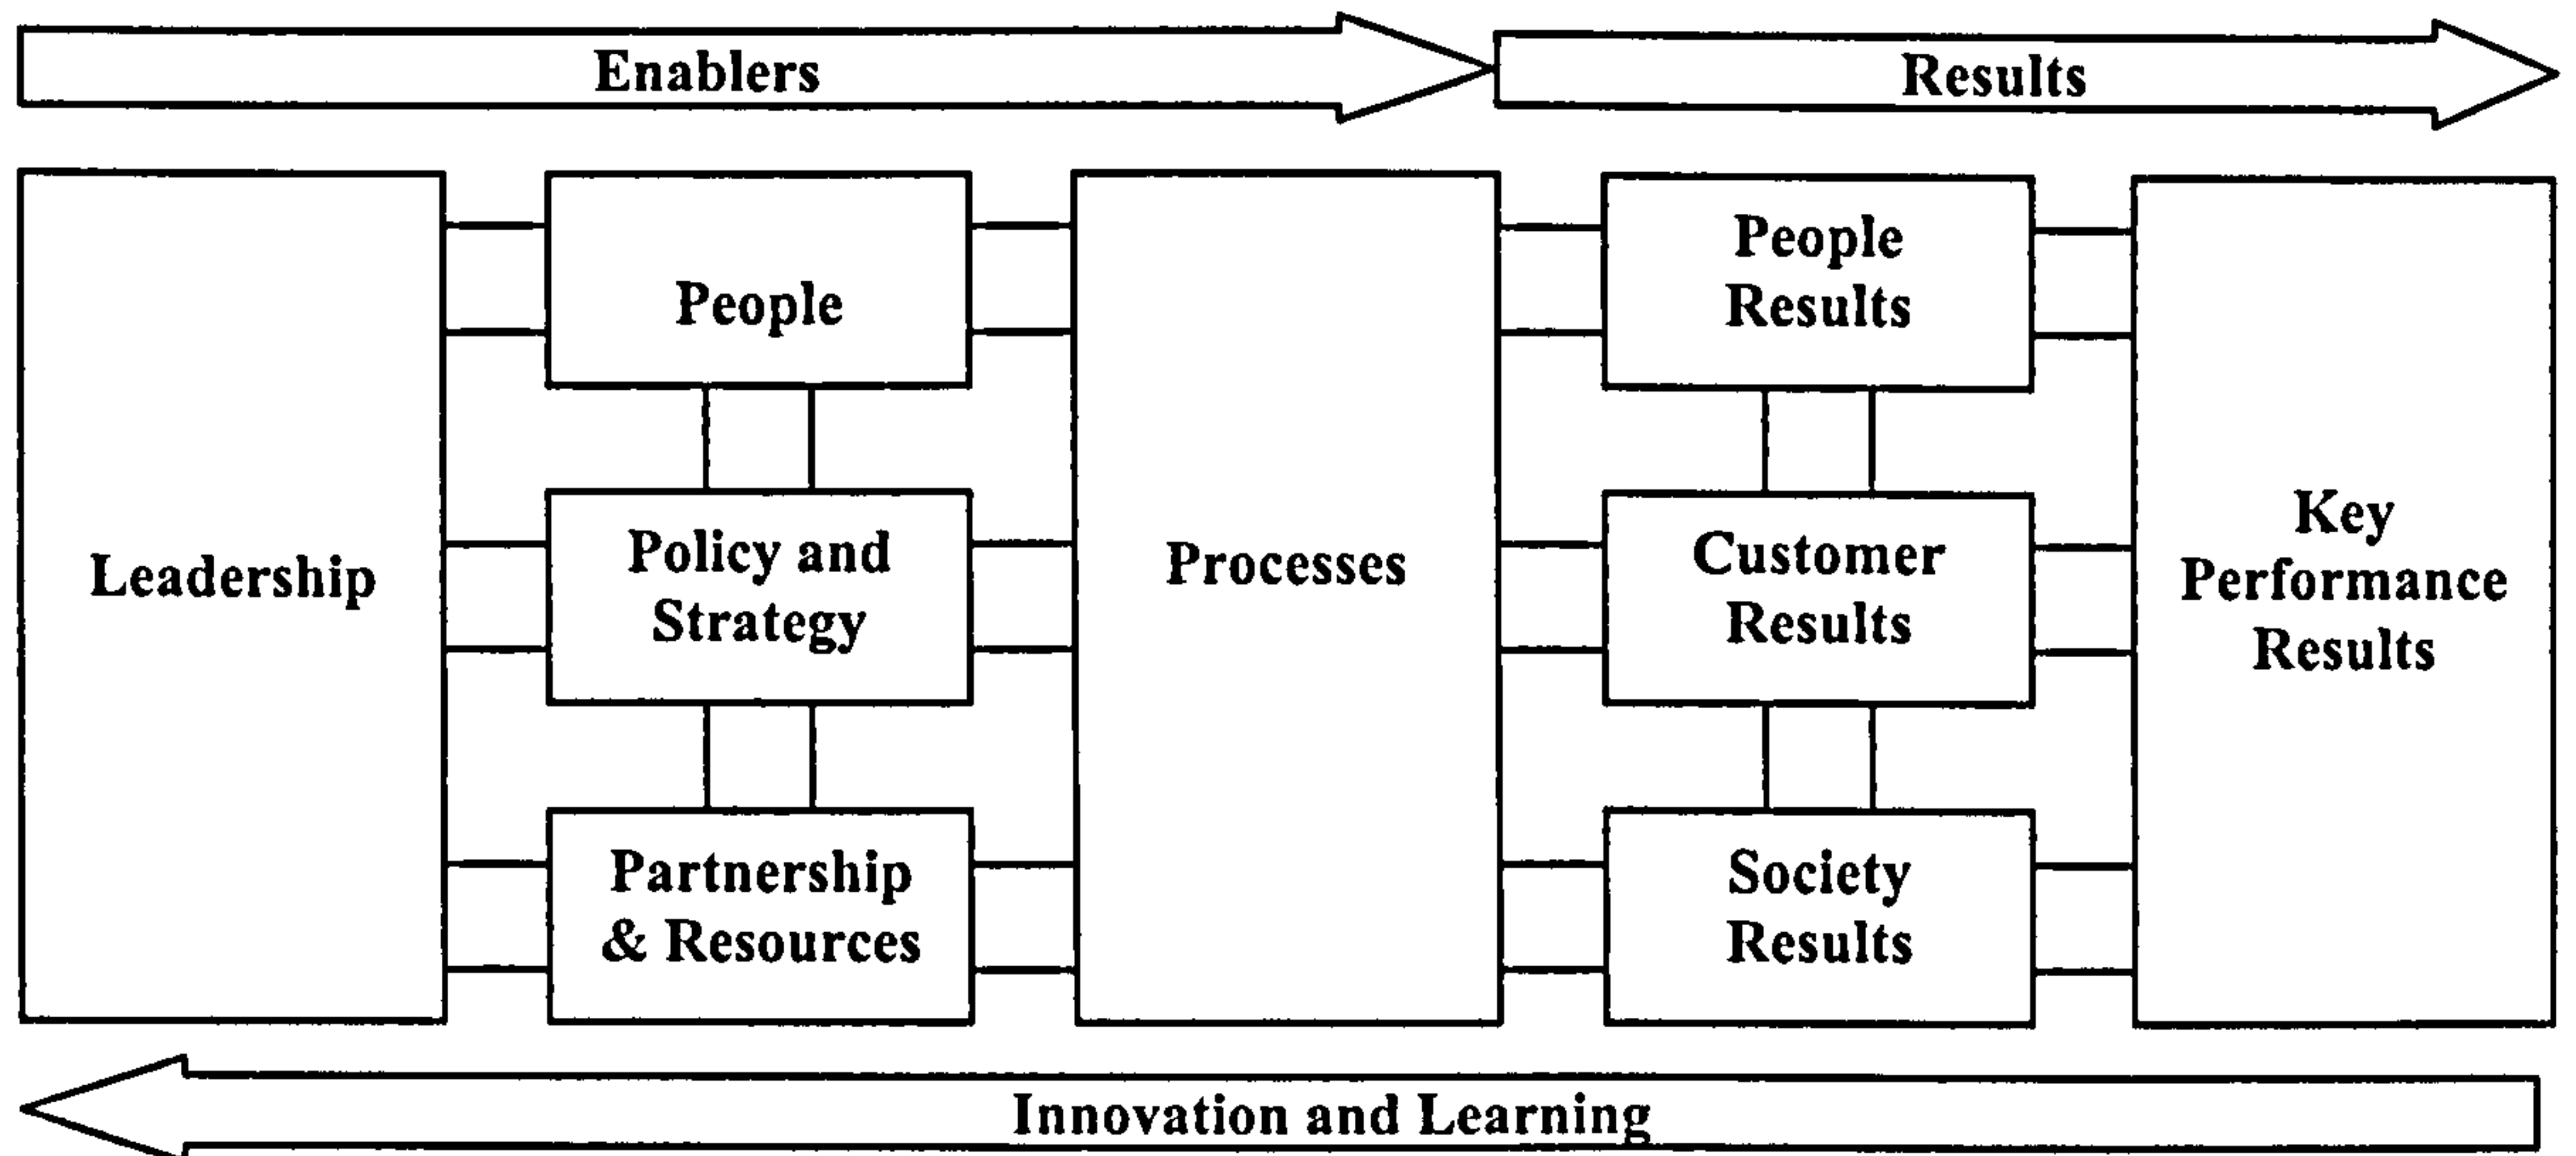 Enablers
Results
Leadership
People
Policy and
Strategy
Partnership
& Resources
Processes
People
Results
Customer
Results
Society
Results
Key
Performance
Results
Innovation and Learning